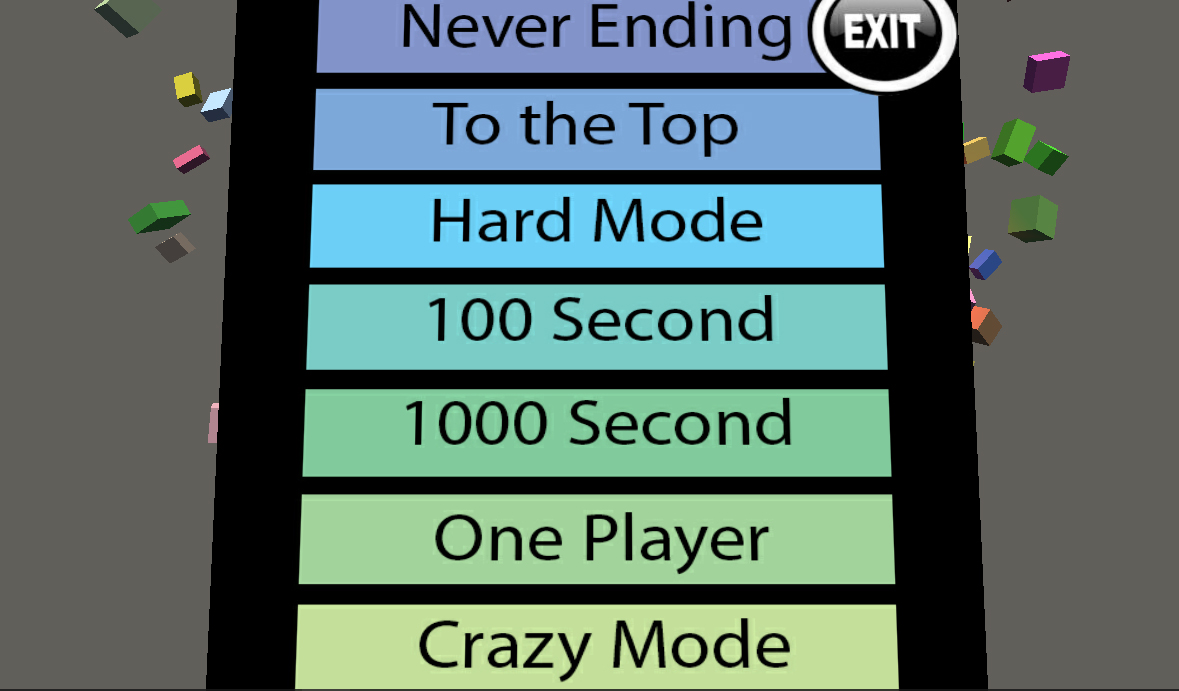 Never Ending
EXIT
To the Top
Hard Mode
100 Second
1000 Second
One Player
Crazy Mode